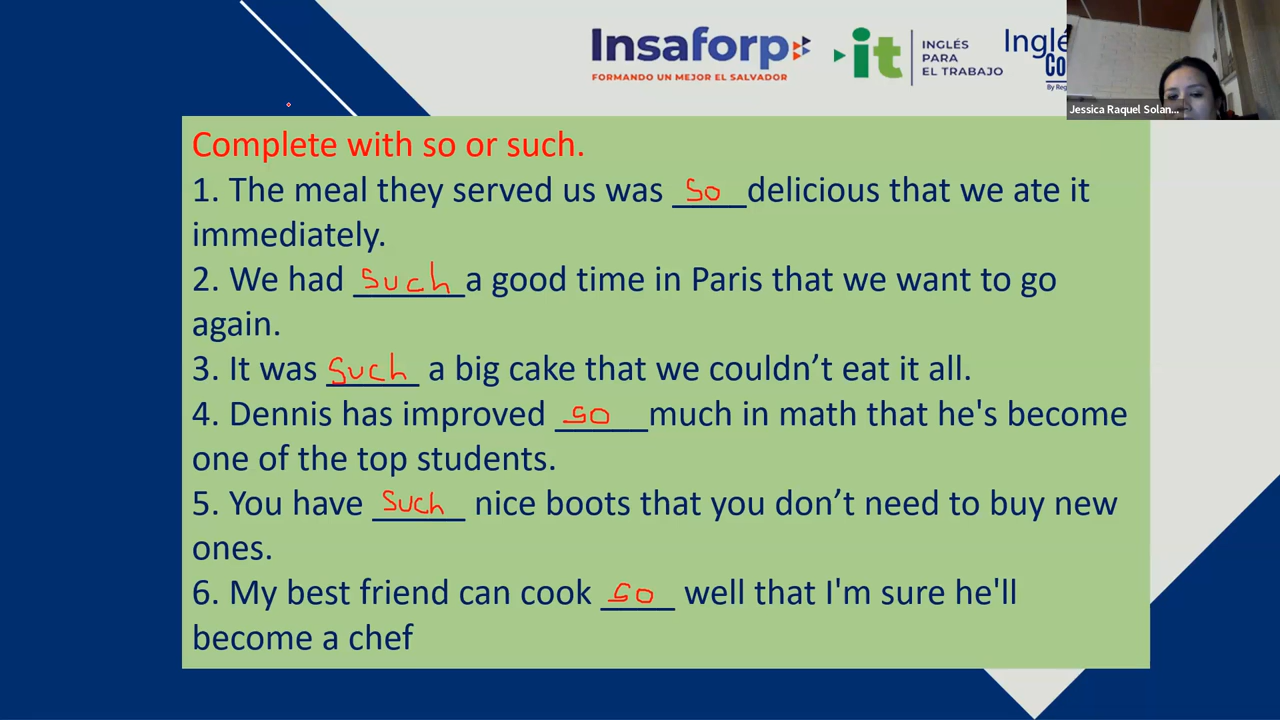 Insaforp
FORMANDO UN MEJOR EL SALVADOR
it
INGLÉS
PARA
EL TRABAJO
Inglé
CO
By Reg
Jessica Raquel Solan...
Complete with so or such.
1. The meal they served us was so delicious that we ate it
immediately.
2. We had such a good time in Paris that we want to go
again.
3. It was such a big cake that we couldn’t eat it all.
4. Dennis has improved so much in math that he's become
one of the top students.
5. You have such nice boots that you don’t need to buy new
ones.
6. My best friend can cook so well that I'm sure he'll
become a chef